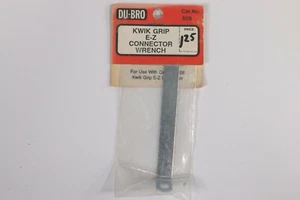 DU-BRO
Cat. No.
KWIK GRIP
E-Z
CONNECTOR
WRENCH
PRICE
1.25
For Use With
Kwik Grip E-Z